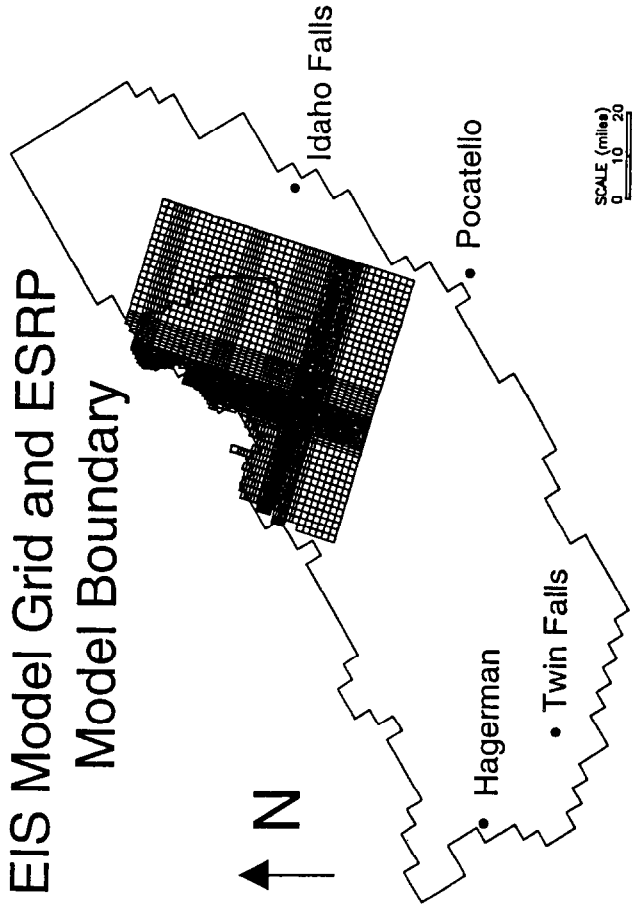 EIS Model Grid and ESRP
Model Boundary
N
Idaho Falls
Pocatello
Hagerman
Twin Falls
SCALE (miles)
0 10 20